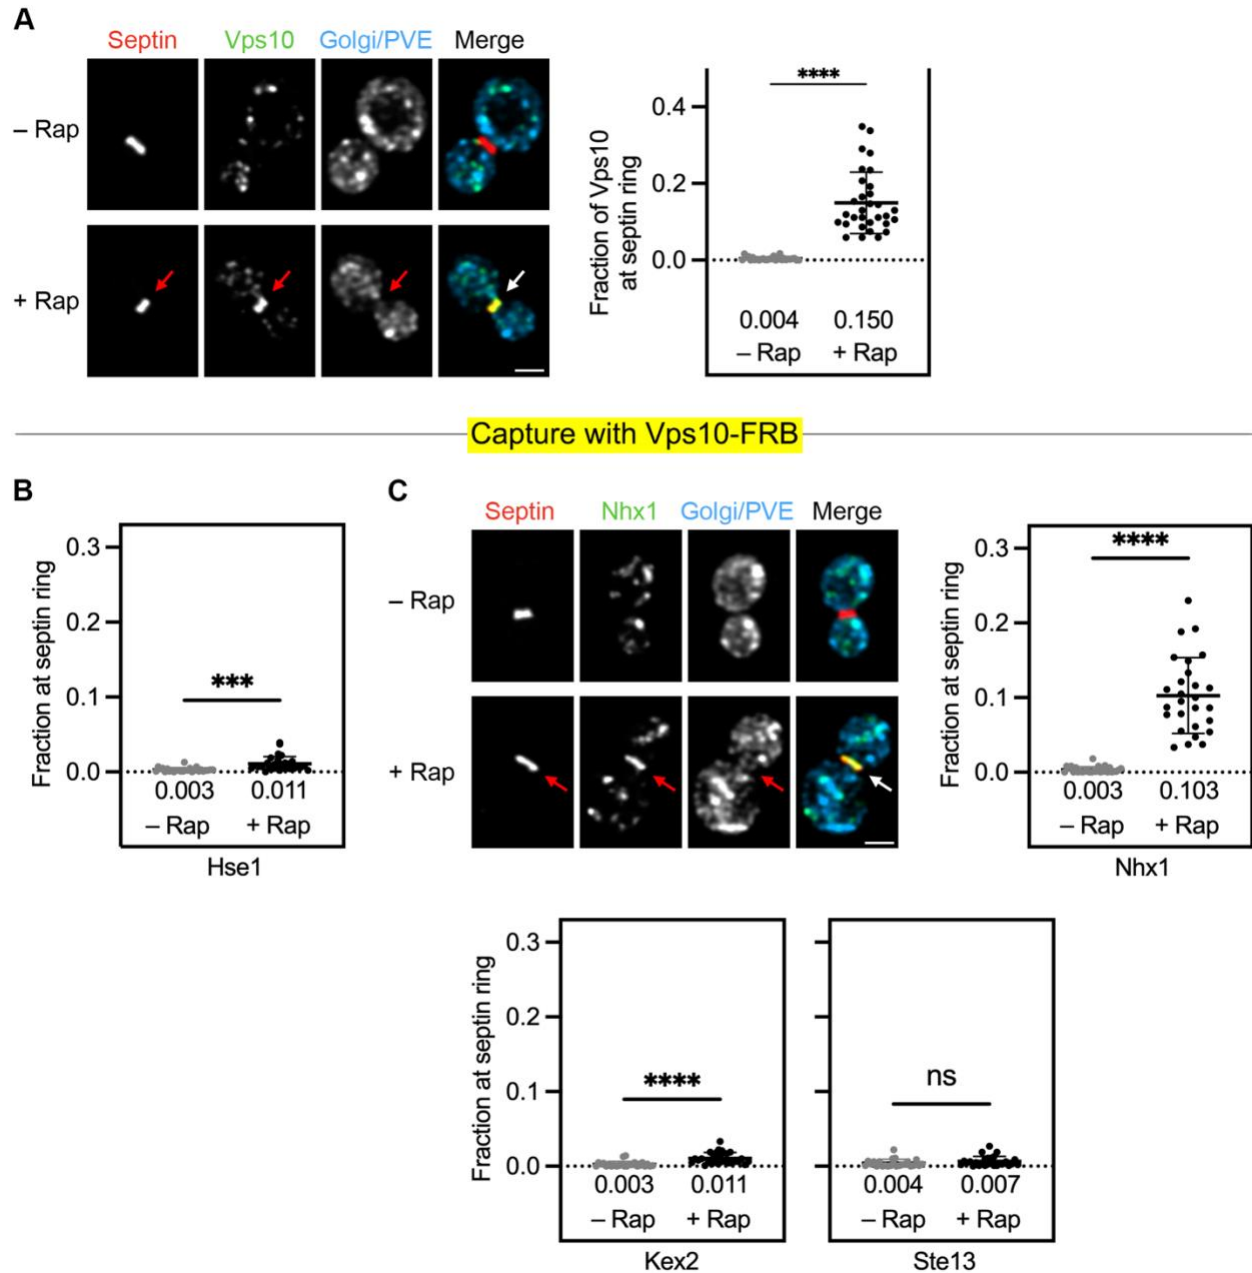 A
Septin Vps10 Golgi/PVE Merge
– Rap
+ Rap
Fraction of Vps10
at septin ring
0.4
0.2
0.0
****
0.004 0.150
– Rap + Rap
Capture with Vps10-FRB
B
Fraction at septin ring
0.3
0.2
0.1
0.0
***
0.003 0.011
– Rap + Rap
Hse1
C
Septin Nhx1 Golgi/PVE Merge
– Rap
+ Rap
Fraction at septin ring
0.3
0.2
0.1
0.0
****
0.003 0.103
– Rap + Rap
Nhx1
Fraction at septin ring
0.3
0.2
0.1
0.0
****
0.003 0.011
– Rap + Rap
Kex2
ns
0.004 0.007
– Rap + Rap
Ste13